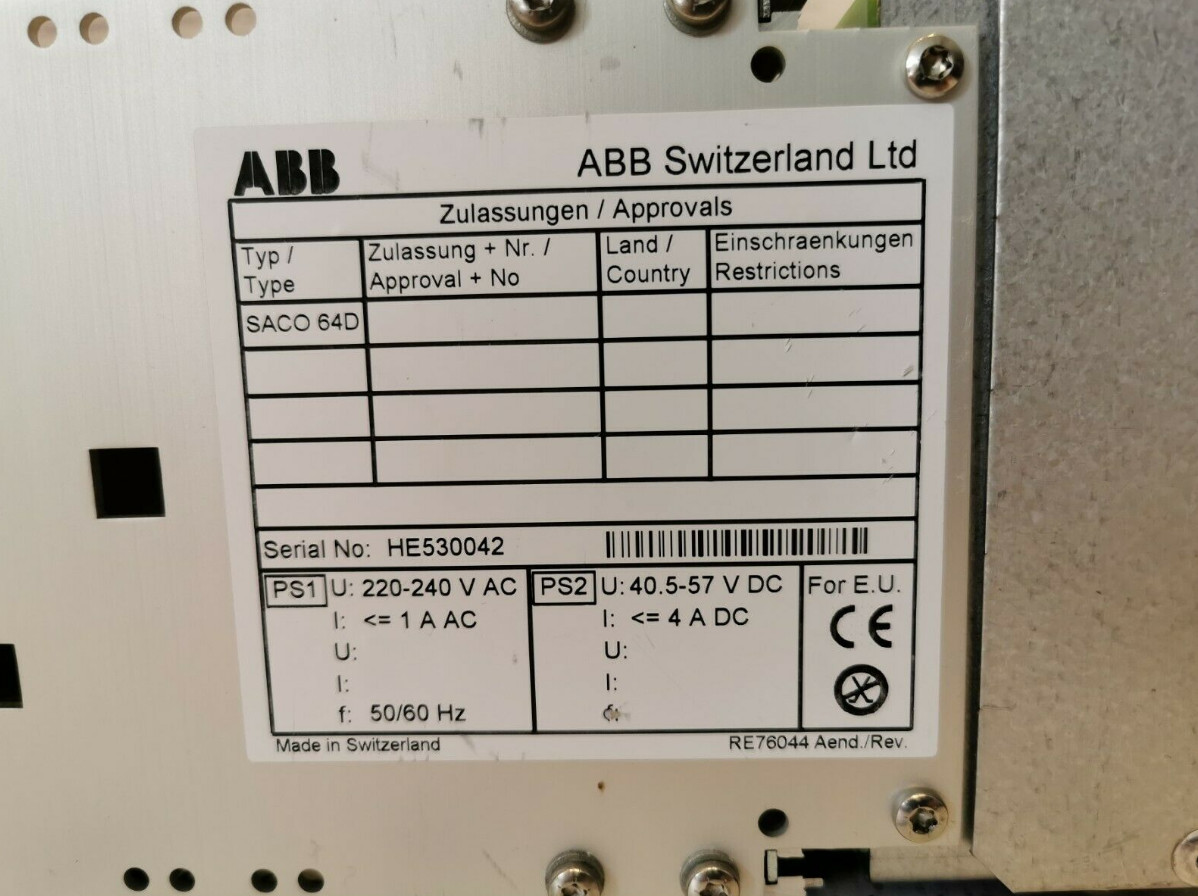 ABB
ABB Switzerland Ltd
Zulassungen / Approvals
Typ / Type
Zulassung + Nr. / Approval + No
Land / Country
Einschraenkungen Restrictions
SACO 64D
Serial No: HE530042
PS1 U: 220-240 V AC
I: <= 1 A AC
U:
I:
f: 50/60 Hz
PS2 U: 40.5-57 V DC
I: <= 4 A DC
U:
I:
For E.U.
CE
Made in Switzerland
RE76044 Aend./Rev.